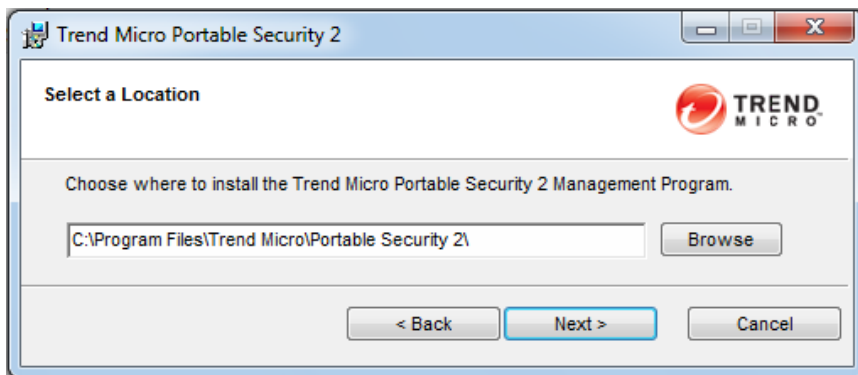 Trend Micro Portable Security 2
Select a Location
TREND
MICRO™
Choose where to install the Trend Micro Portable Security 2 Management Program.
C:\Program Files\Trend Micro\Portable Security 2\
Browse
< Back
Next >
Cancel